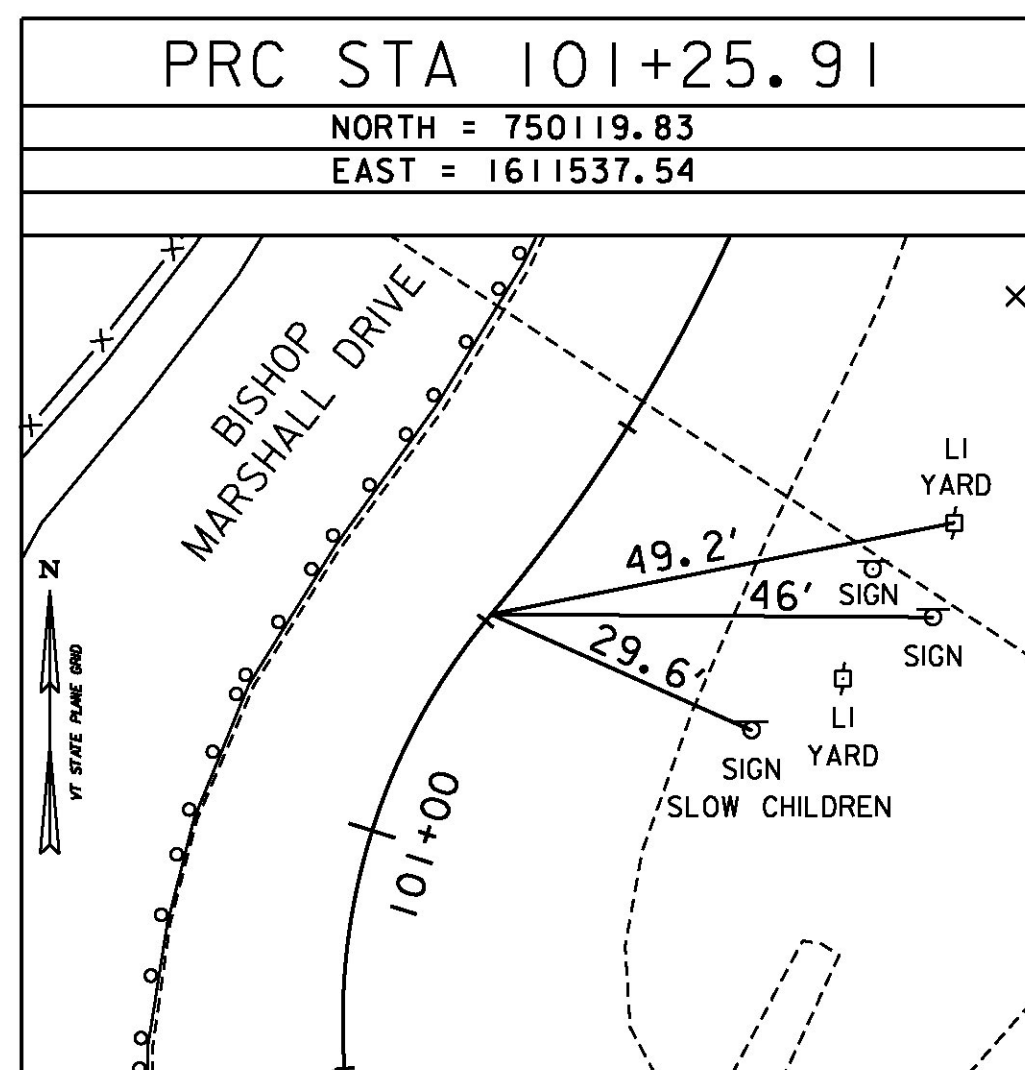 PRC STA 101+25.91
NORTH = 750119.83
EAST = 1611537.54
BISHOP
MARSHALL DRIVE
LI
YARD
49.2'
SIGN
46'
SIGN
29.6'
N
VT STATE PLANE GRID
LI
YARD
SIGN
SLOW CHILDREN
101+00